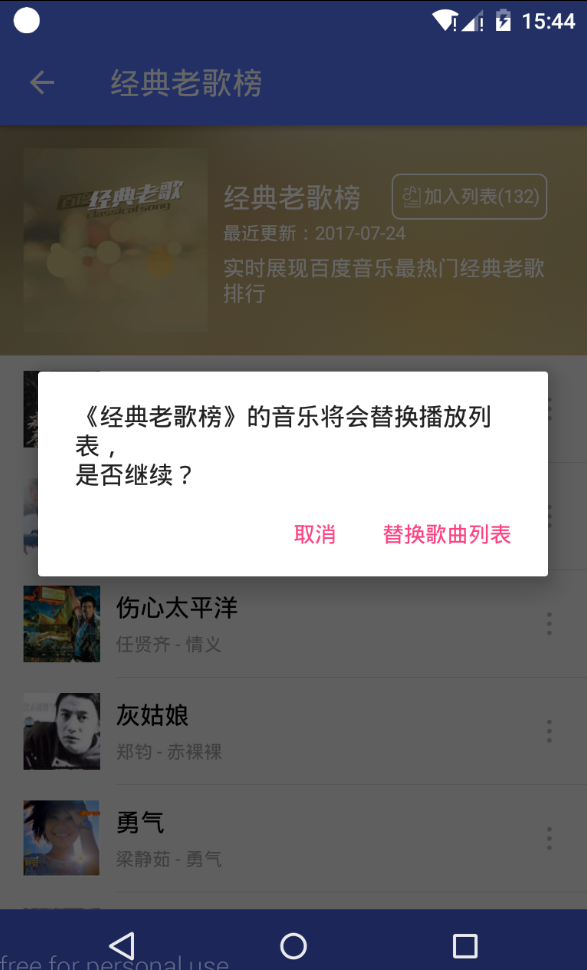 15:44
经典老歌榜
百度 经典老歌
classical song
经典老歌榜
加入列表(132)
最近更新：2017-07-24
实时展现百度音乐最热门经典老歌
排行
《经典老歌榜》的音乐将会替换播放列
表，
是否继续？
取消
替换歌曲列表
伤心太平洋
任贤齐 - 情义
灰姑娘
郑钧 - 赤裸裸
勇气
梁静茹 - 勇气
free for personal use